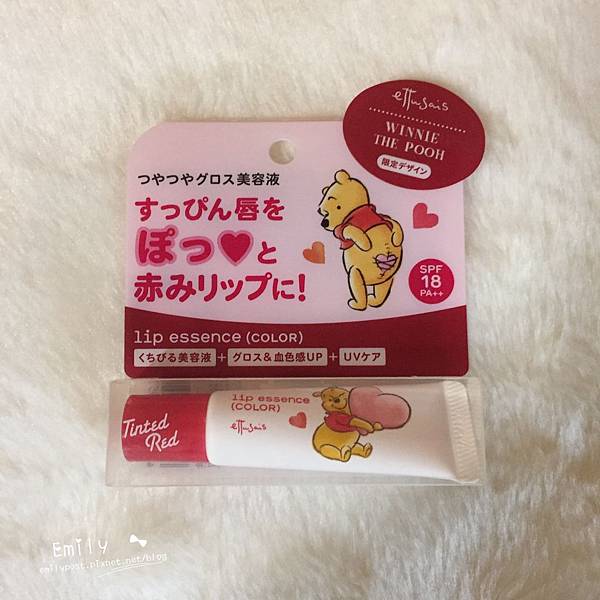 ettusais
WINNIE
THE POOH
限定デザイン
つやつやグロス美容液
すっぴん唇を
ぽっ♥と
赤みリップに!
SPF
18
PA++
lip essence (COLOR)
くちびる美容液 + グロス&血色感UP + UVケア
Tinted
Red
lip essence
(COLOR)
ettusais
Emily
emilypost.pixnet.net/blog